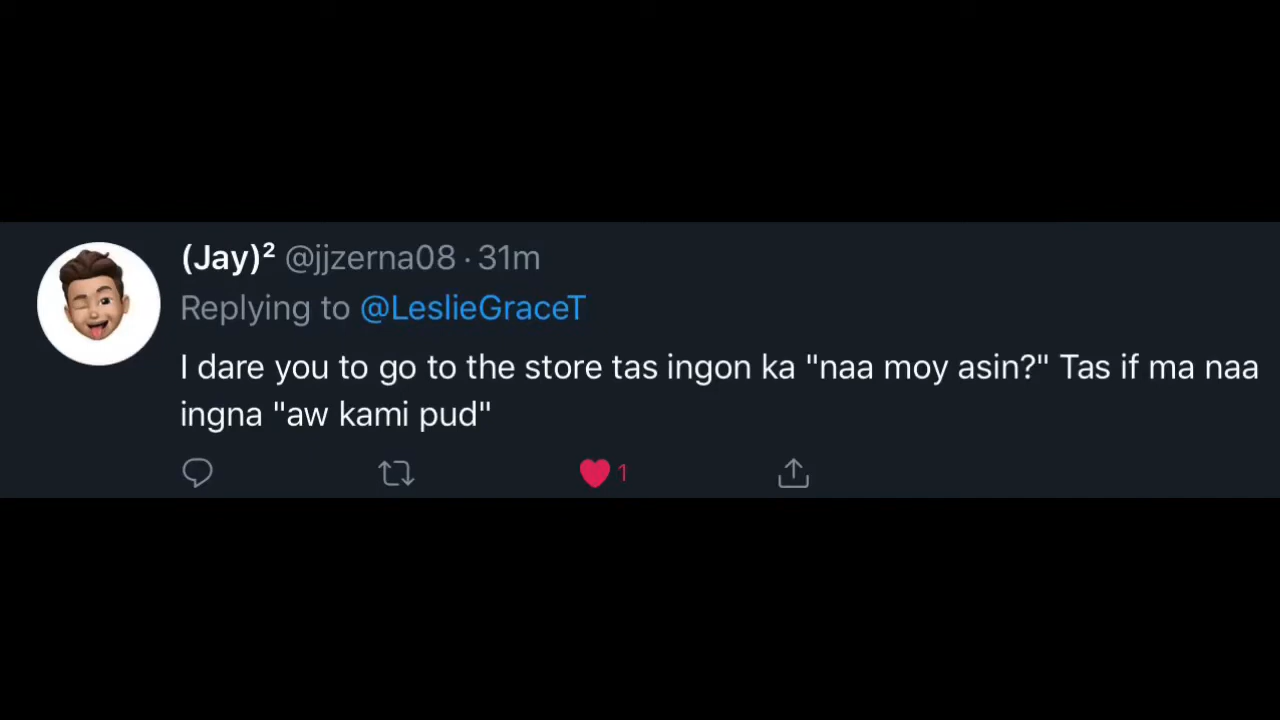 (Jay)² @jjzerna08 · 31m
Replying to @LeslieGraceT
I dare you to go to the store tas ingon ka "naa moy asin?" Tas if ma naa
ingna "aw kami pud"
1